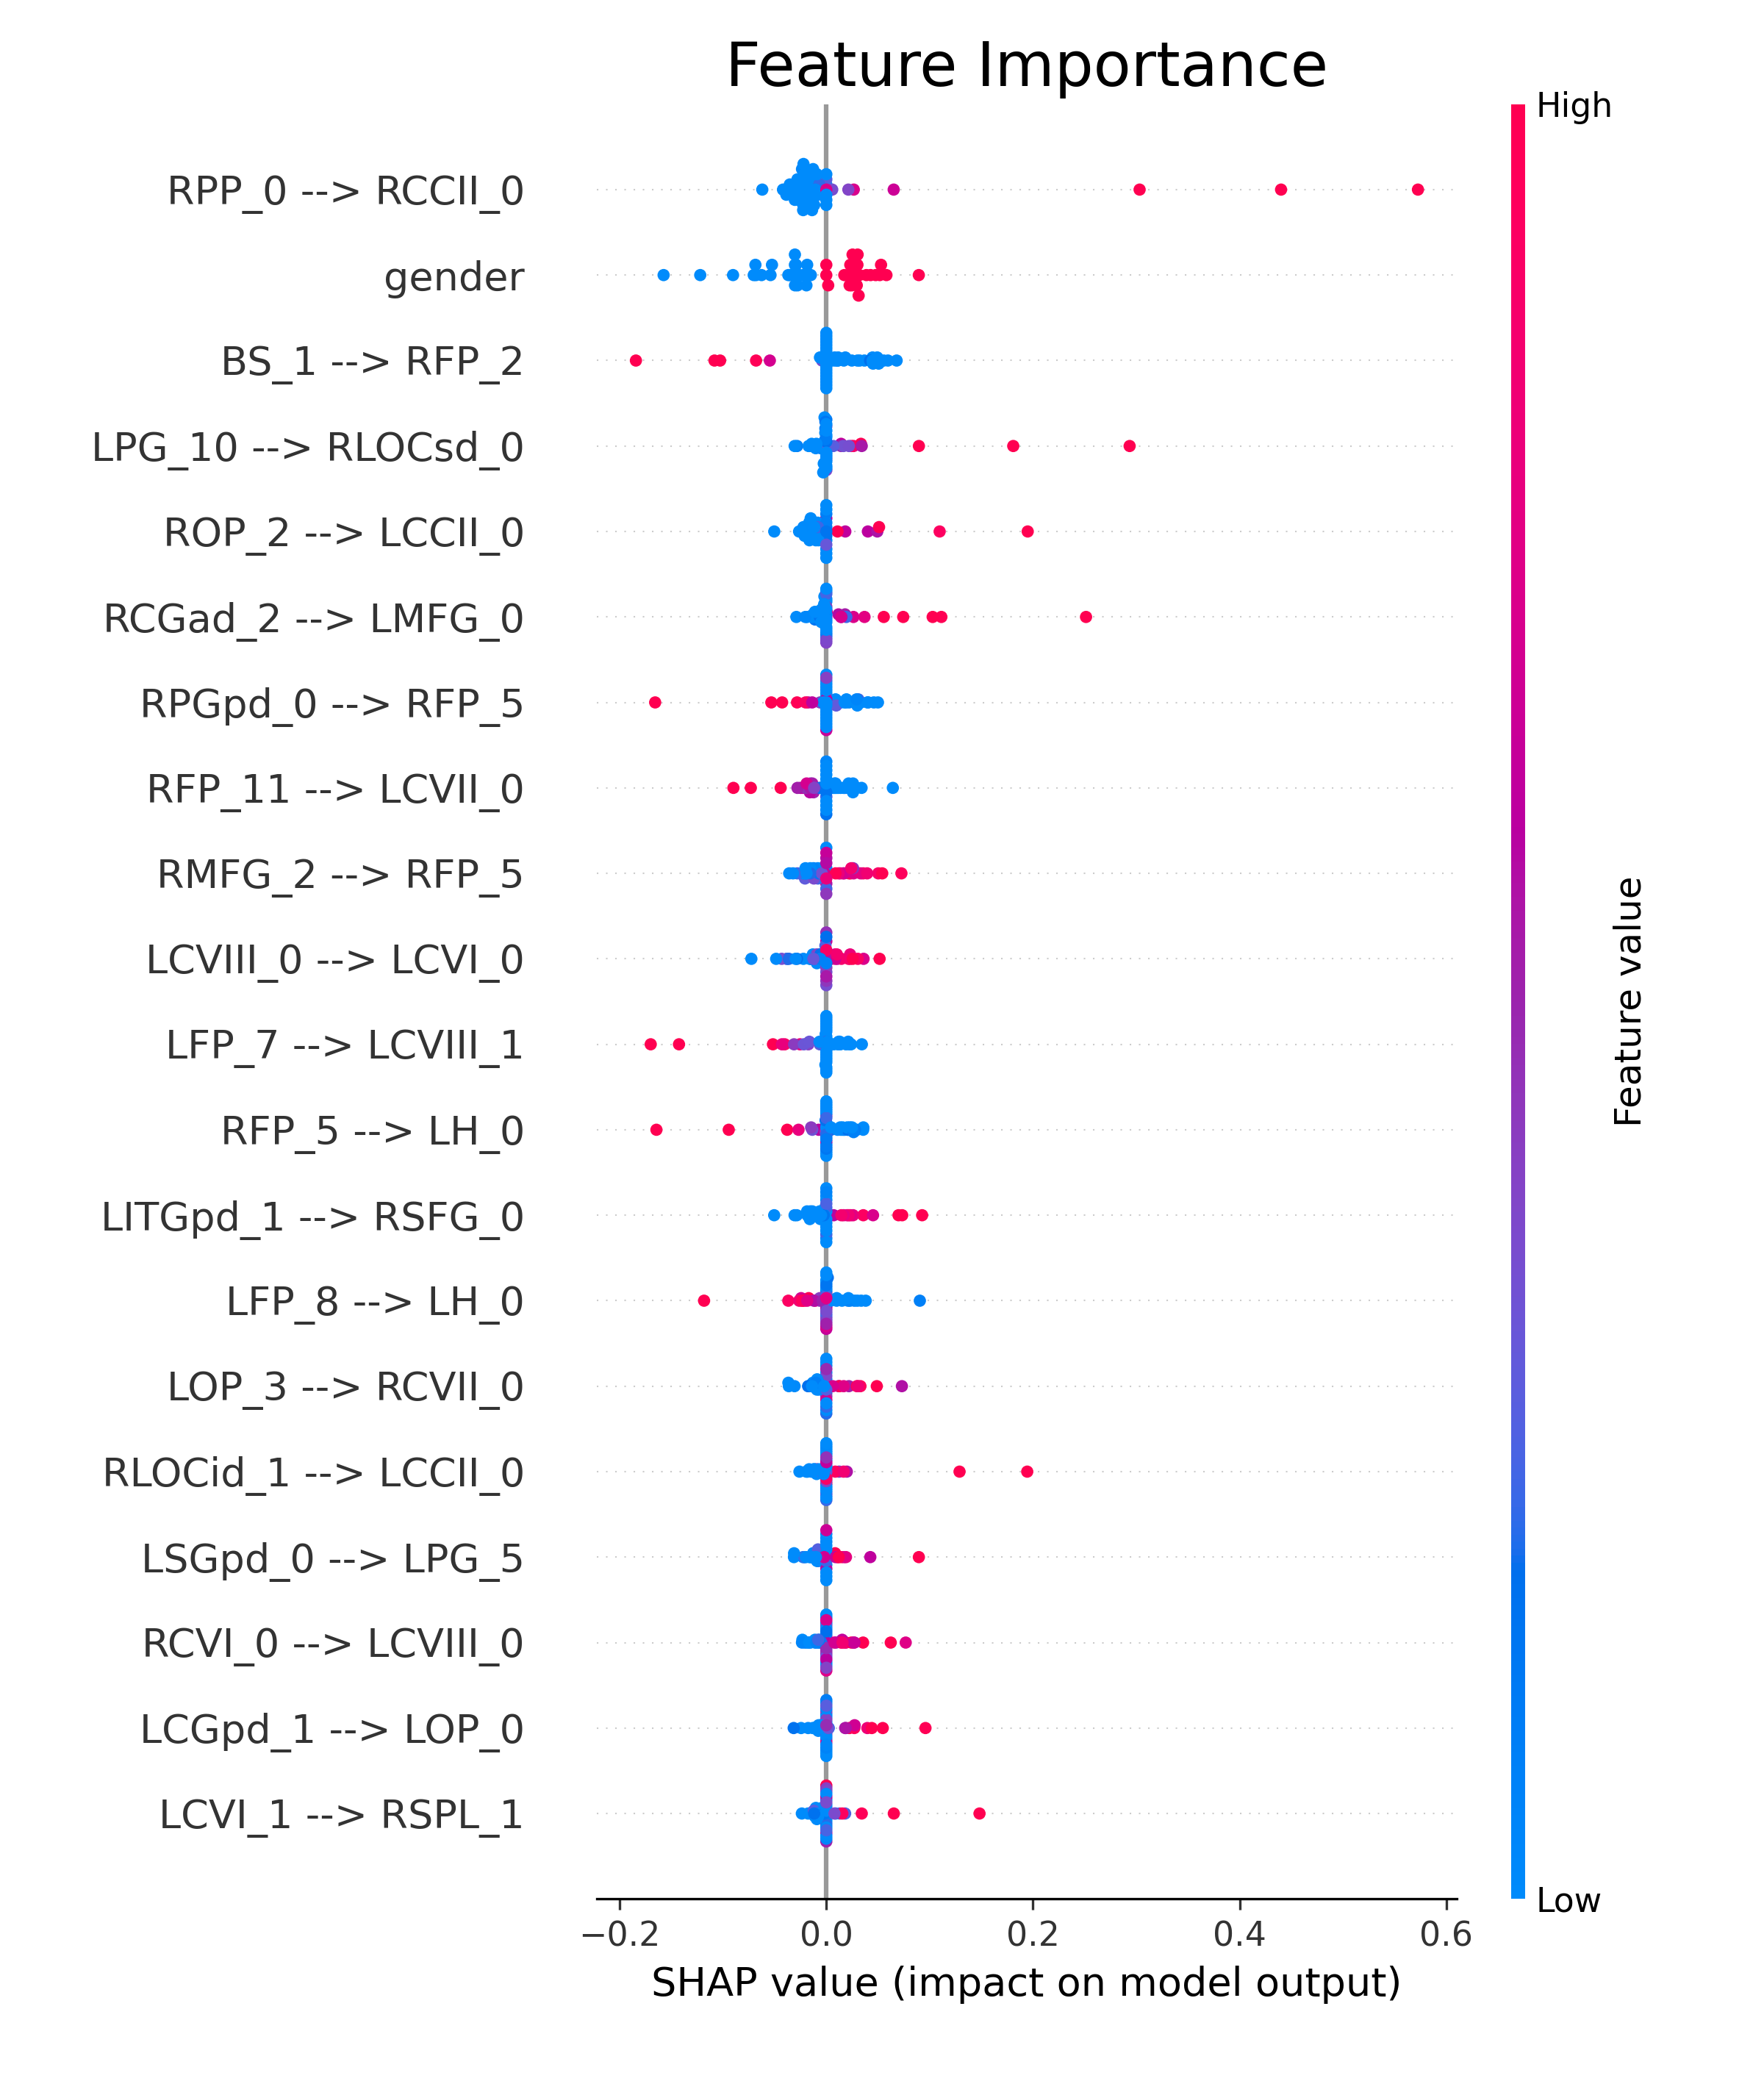 Feature Importance
High
RPP_0 --> RCCII_0
gender
BS_1 --> RFP_2
LPG_10 --> RLOCsd_0
ROP_2 --> LCCII_0
RCGad_2 --> LMFG_0
RPGpd_0 --> RFP_5
RFP_11 --> LCVII_0
RMFG_2 --> RFP_5
LCVIII_0 --> LCVI_0
LFP_7 --> LCVIII_1
RFP_5 --> LH_0
LITGpd_1 --> RSFG_0
LFP_8 --> LH_0
LOP_3 --> RCVII_0
RLOCid_1 --> LCCII_0
LSGpd_0 --> LPG_5
RCVI_0 --> LCVIII_0
LCGpd_1 --> LOP_0
LCVI_1 --> RSPL_1
Feature value
Low
−0.2 0.0 0.2 0.4 0.6
SHAP value (impact on model output)